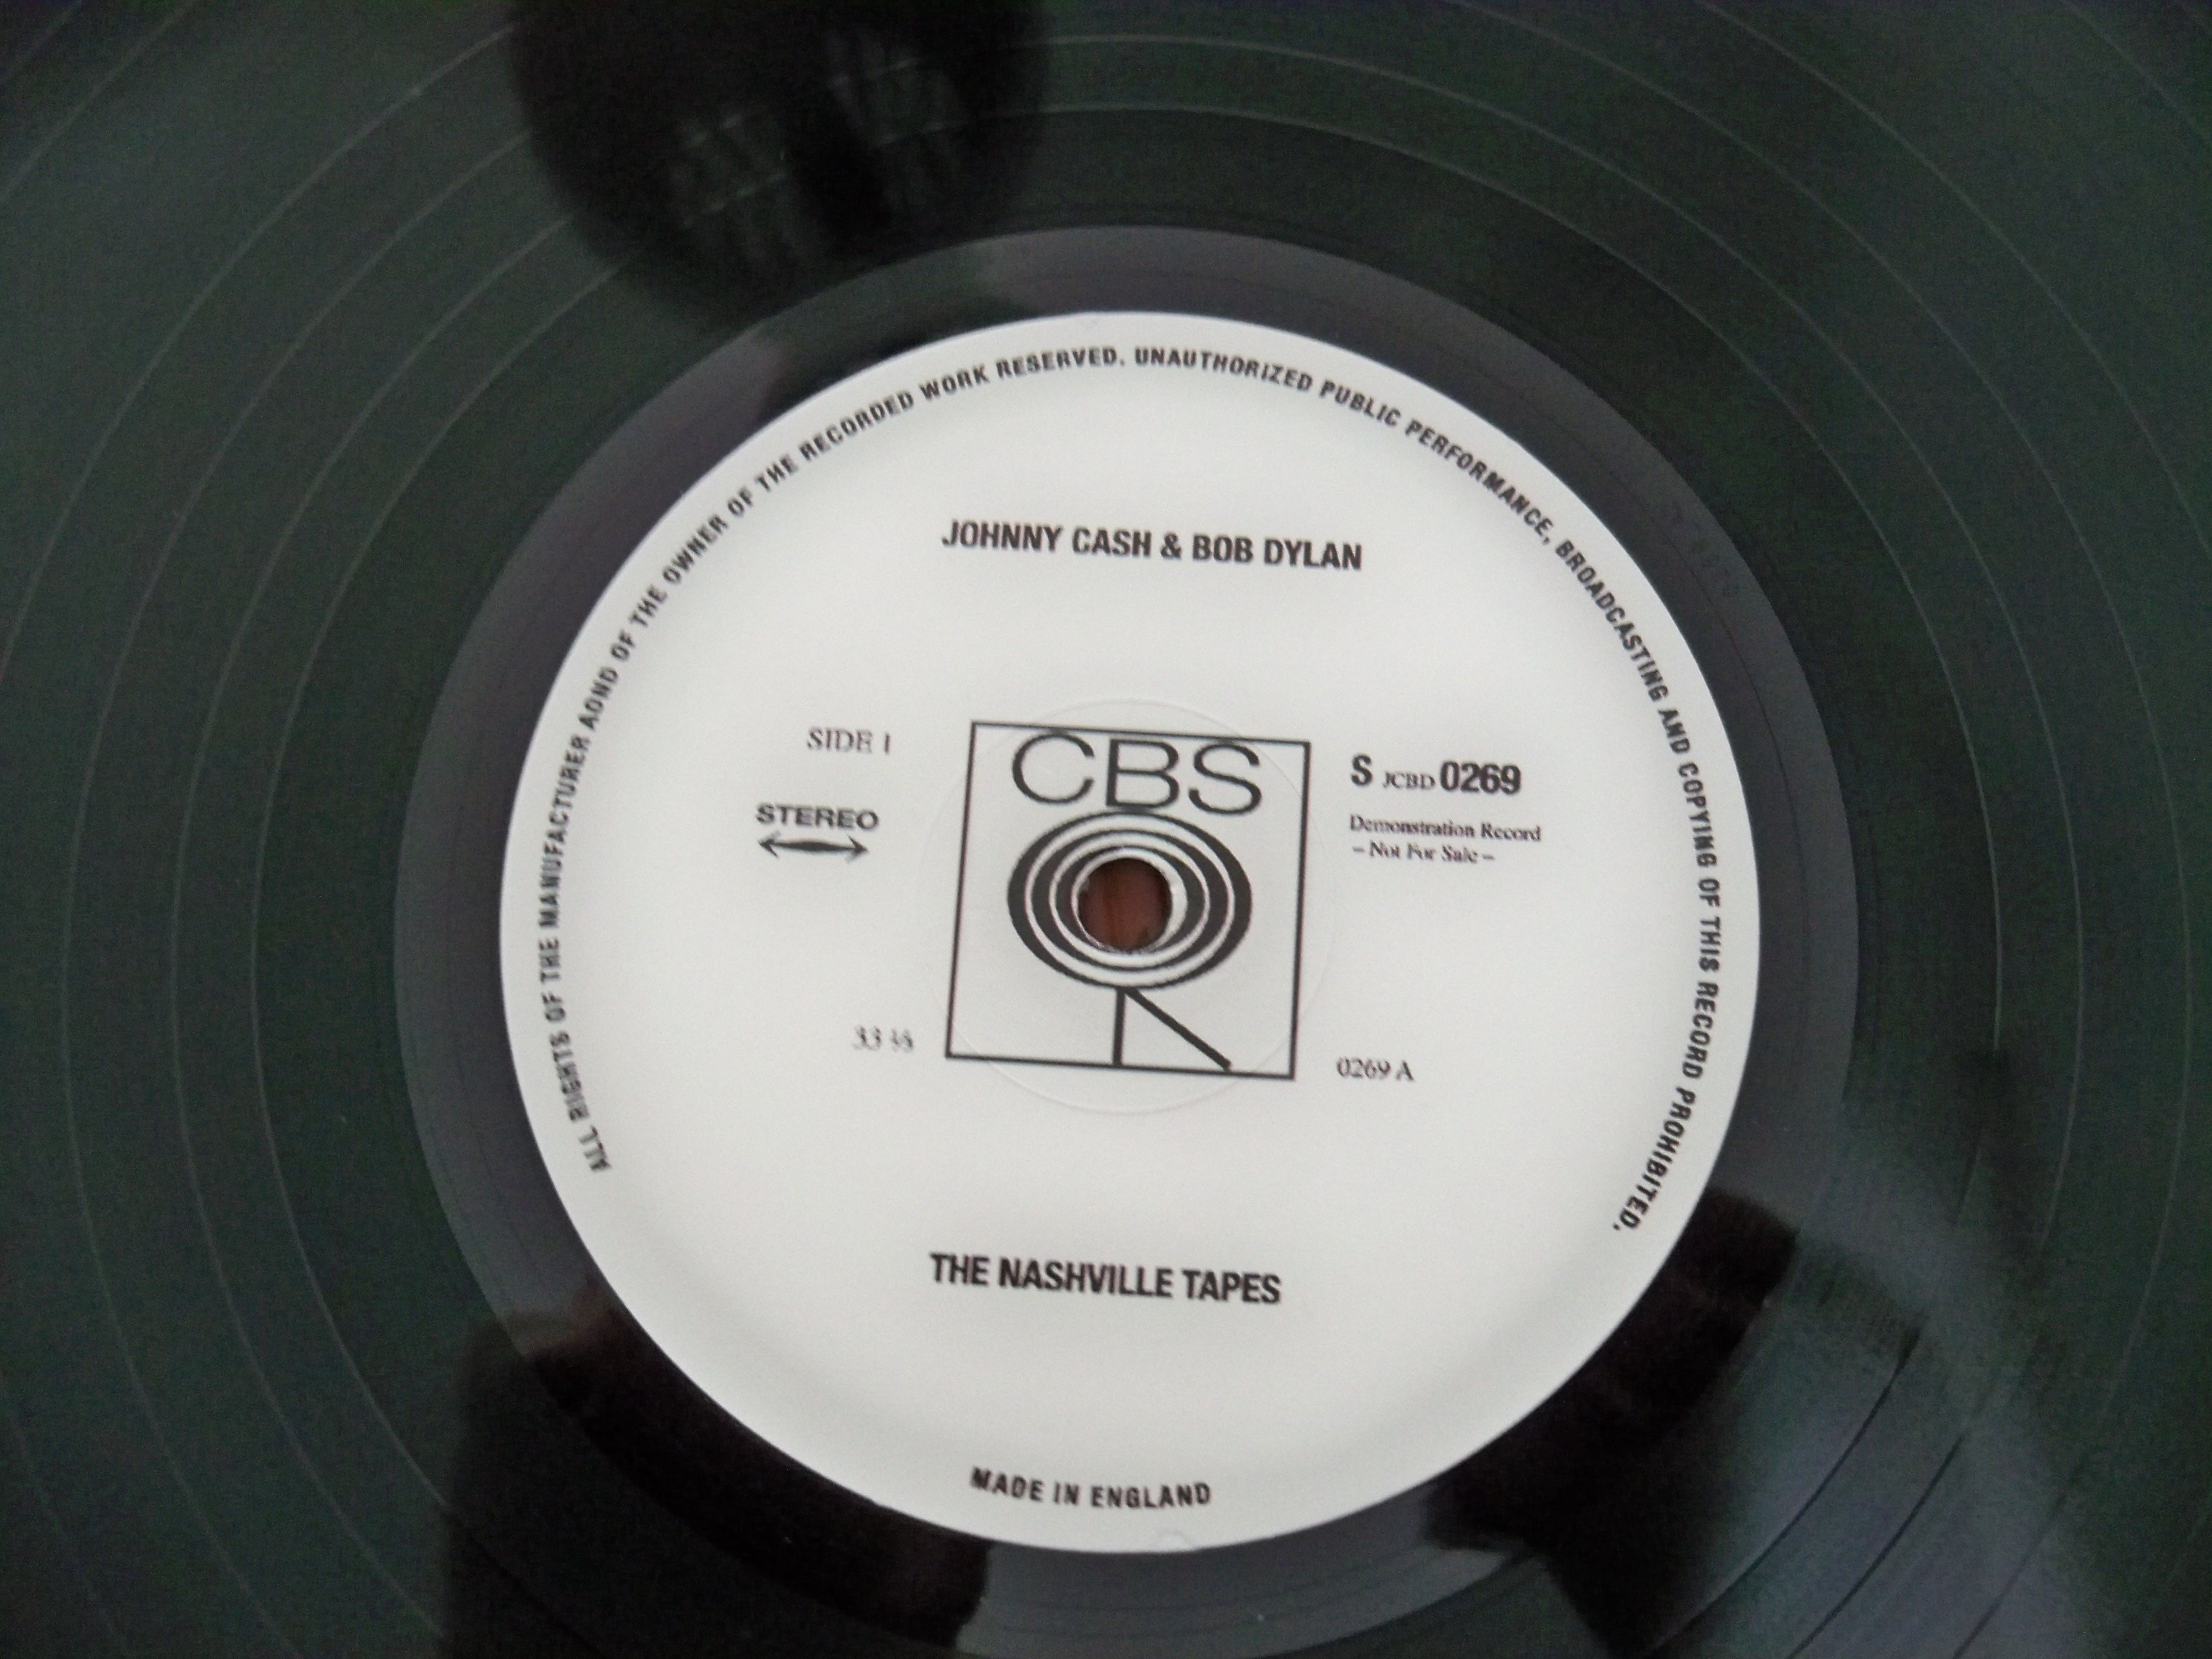 ALL RIGHTS OF THE MANUFACTURER AOND OF THE OWNER OF THE RECORDED WORK RESERVED. UNAUTHORIZED PUBLIC PERFORMANCE, BROADCASTING AND COPYING OF THIS RECORD PROHIBITED.
JOHNNY CASH & BOB DYLAN
SIDE 1
STEREO
CBS
S JCBD 0269
Demonstration Record
– Not For Sale –
33 ⅓
0269 A
THE NASHVILLE TAPES
MADE IN ENGLAND